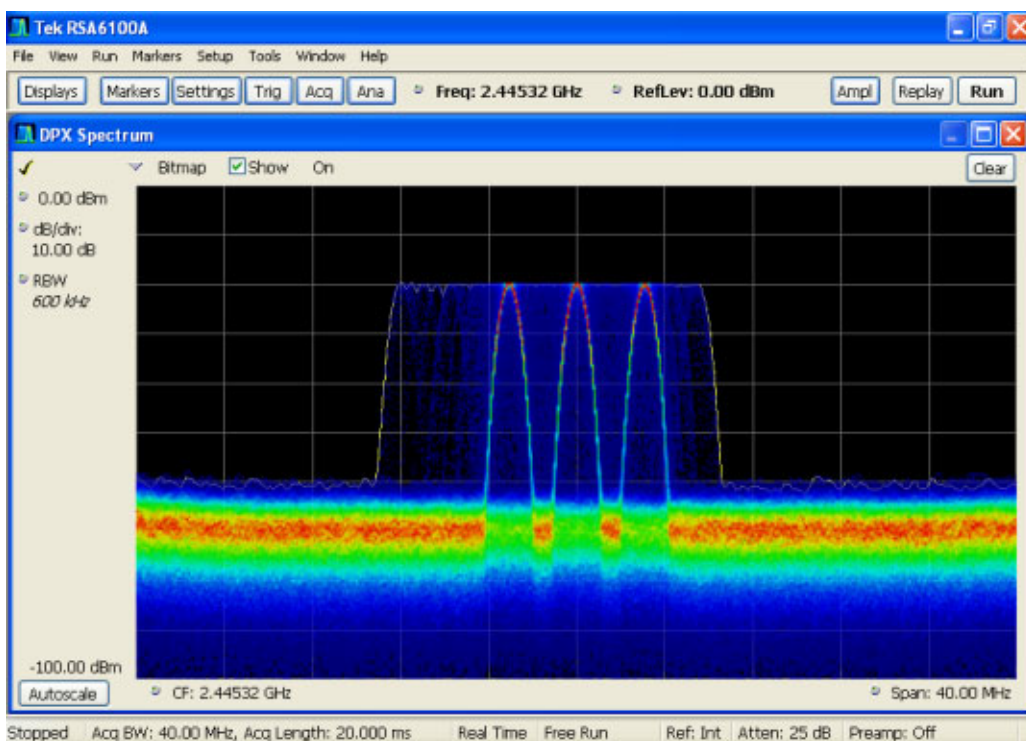 Tek RSA6100A
File View Run Markers Setup Tools Window Help
Displays Markers Settings Trig Acq Ana Freq: 2.44532 GHz RefLev: 0.00 dBm Ampl Replay Run
DPX Spectrum
Bitmap Show On Clear
0.00 dBm
dB/div:
10.00 dB
RBW
600 kHz
-100.00 dBm
Autoscale CF: 2.44532 GHz Span: 40.00 MHz
Stopped Acq BW: 40.00 MHz, Acq Length: 20.000 ms Real Time Free Run Ref: Int Atten: 25 dB Preamp: Off